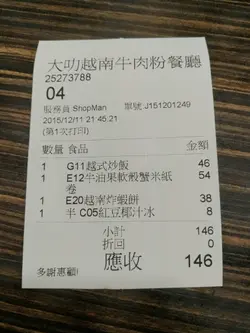 大叻越南牛肉粉餐廳
25273788
04
服務員 ShopMan 單號 J151201249
2015/12/11 21:45:21
(第1次打印)
數量 食品 金額
1 G11越式炒飯 46
1 E12牛油果軟殼蟹米紙 54
卷
1 E20越南炸蝦餅 38
1 半 C05紅豆椰汁冰 8
小計 146
折回 0
應收 146
多謝惠顧!